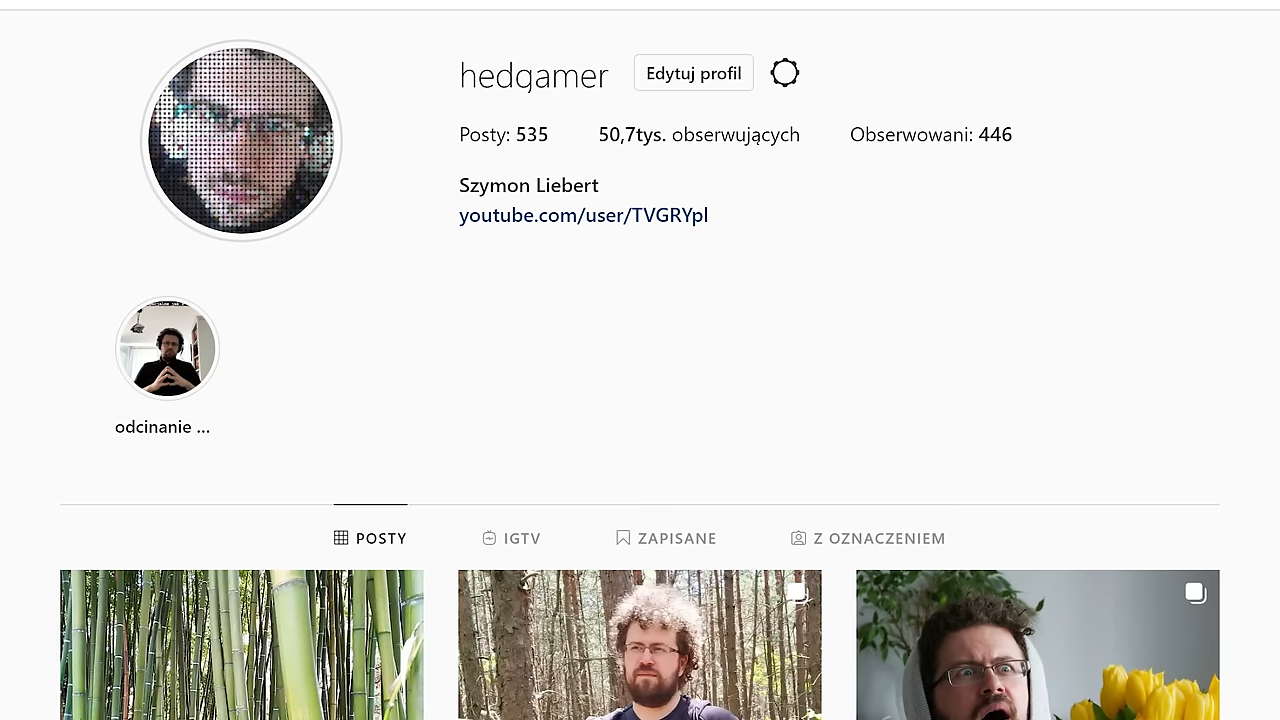 hedgamer Edytuj profil
Posty: 535 50,7tys. obserwujących Obserwowani: 446
Szymon Liebert
youtube.com/user/TVGRYpl
odcinanie ...
POSTY IGTV ZAPISANE Z OZNACZENIEM